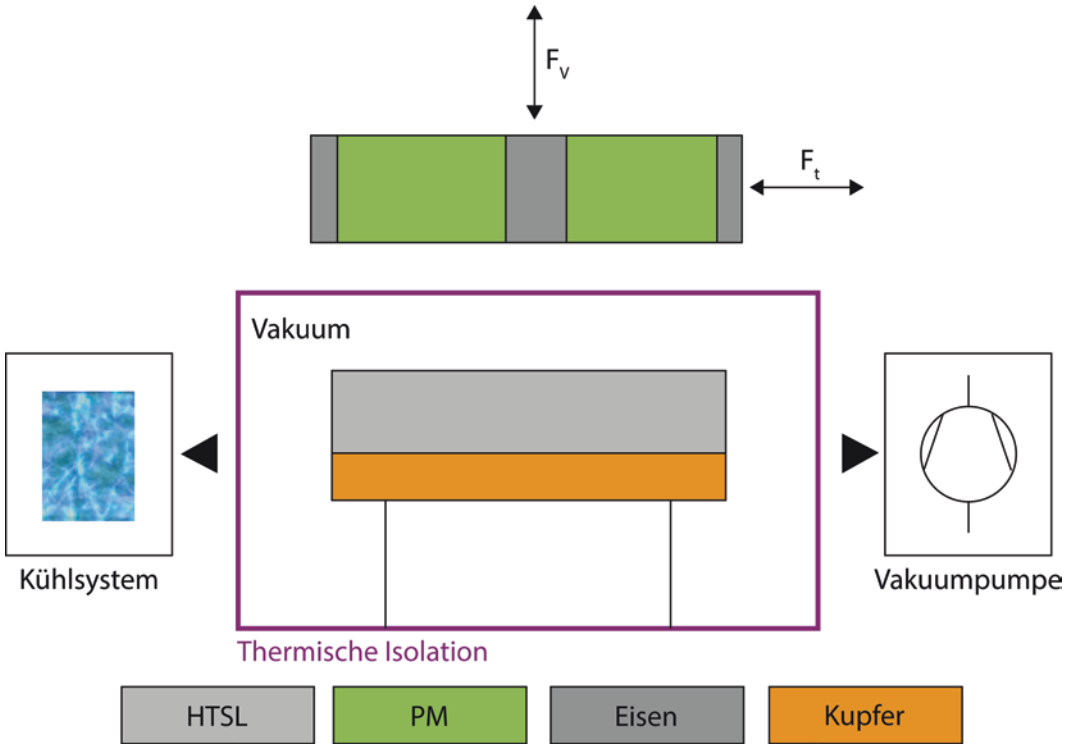 F_v
F_t
Vakuum
Kühlsystem
Vakuumpumpe
Thermische Isolation
HTSL
PM
Eisen
Kupfer